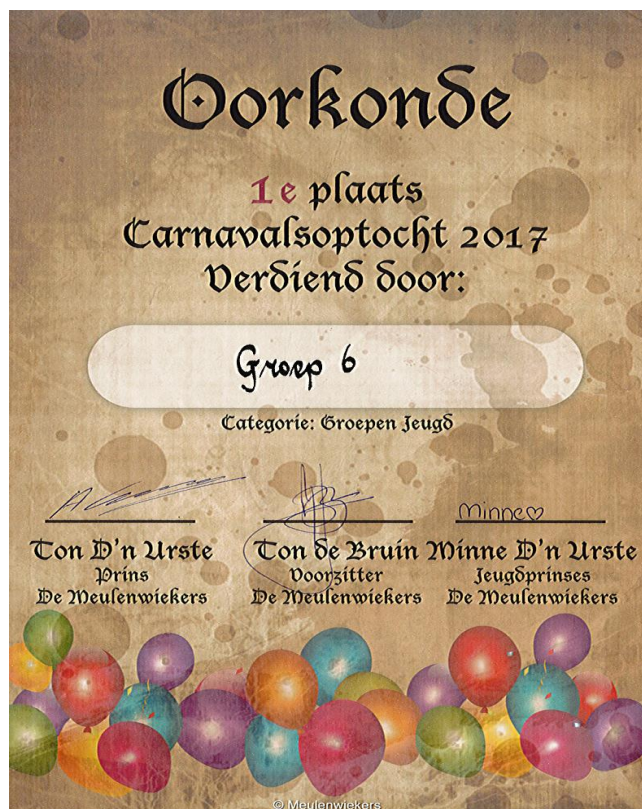 Oorkonde
1e plaats
Carnavalsoptocht 2017
Verdiend door:
Groep 6
Categorie: Groepen Jeugd
Minne♡
Ton D'n Urste Ton de Bruin Minne D'n Urste
Prins Voorzitter Jeugdprinses
De Meulenwiekers De Meulenwiekers De Meulenwiekers
© Meulenwiekers